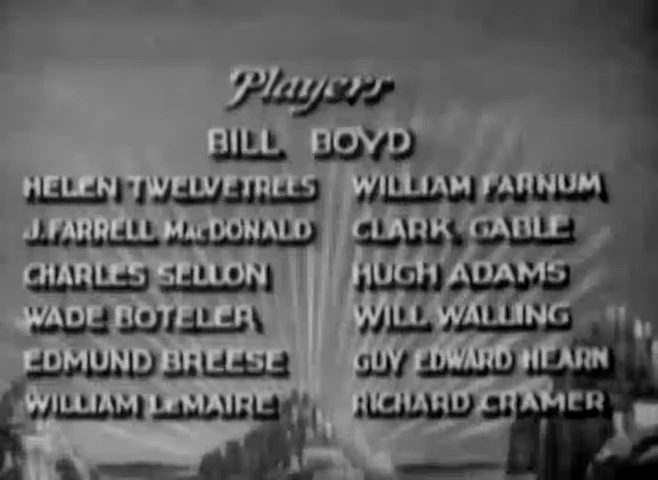 Players
BILL BOYD
HELEN TWELVETREES WILLIAM FARNUM
J. FARRELL MacDONALD CLARK GABLE
CHARLES SELLON HUGH ADAMS
WADE BOTELER WILL WALLING
EDMUND BREESE GUY EDWARD HEARN
WILLIAM LeMAIRE RICHARD CRAMER